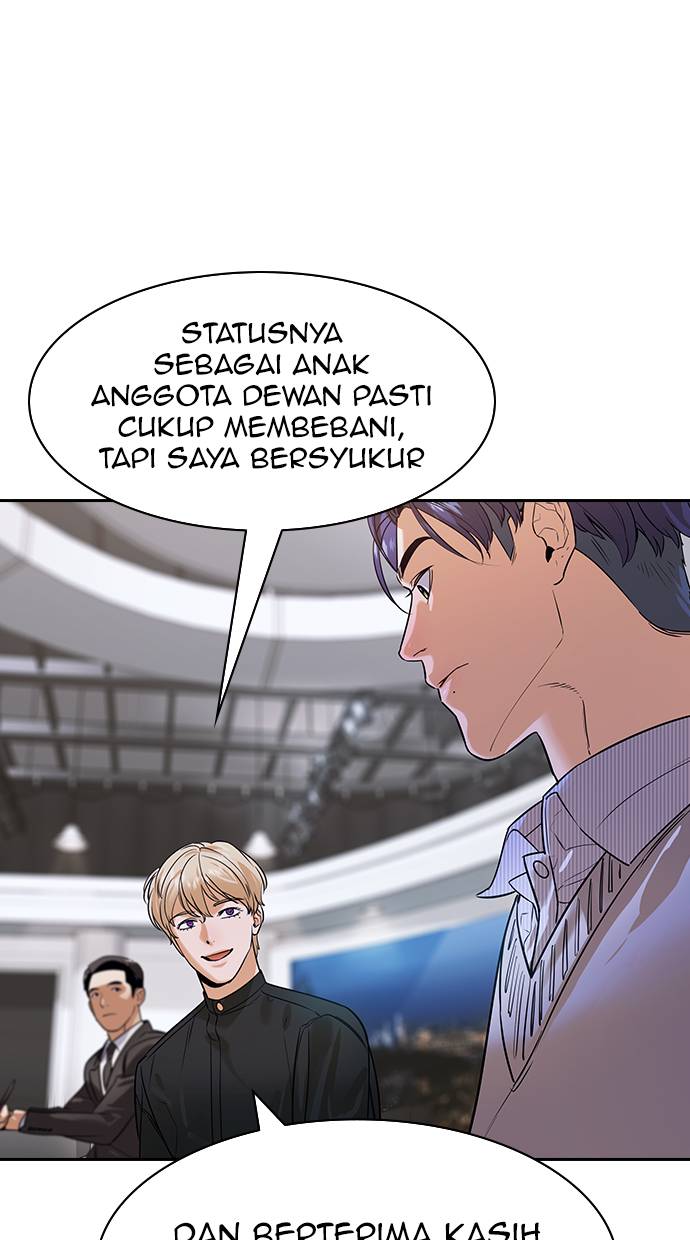 STATUSNYA
SEBAGAI ANAK
ANGGOTA DEWAN PASTI
CUKUP MEMBEBANI,
TAPI SAYA BERSYUKUR
DAN BERTERIMA KASIH